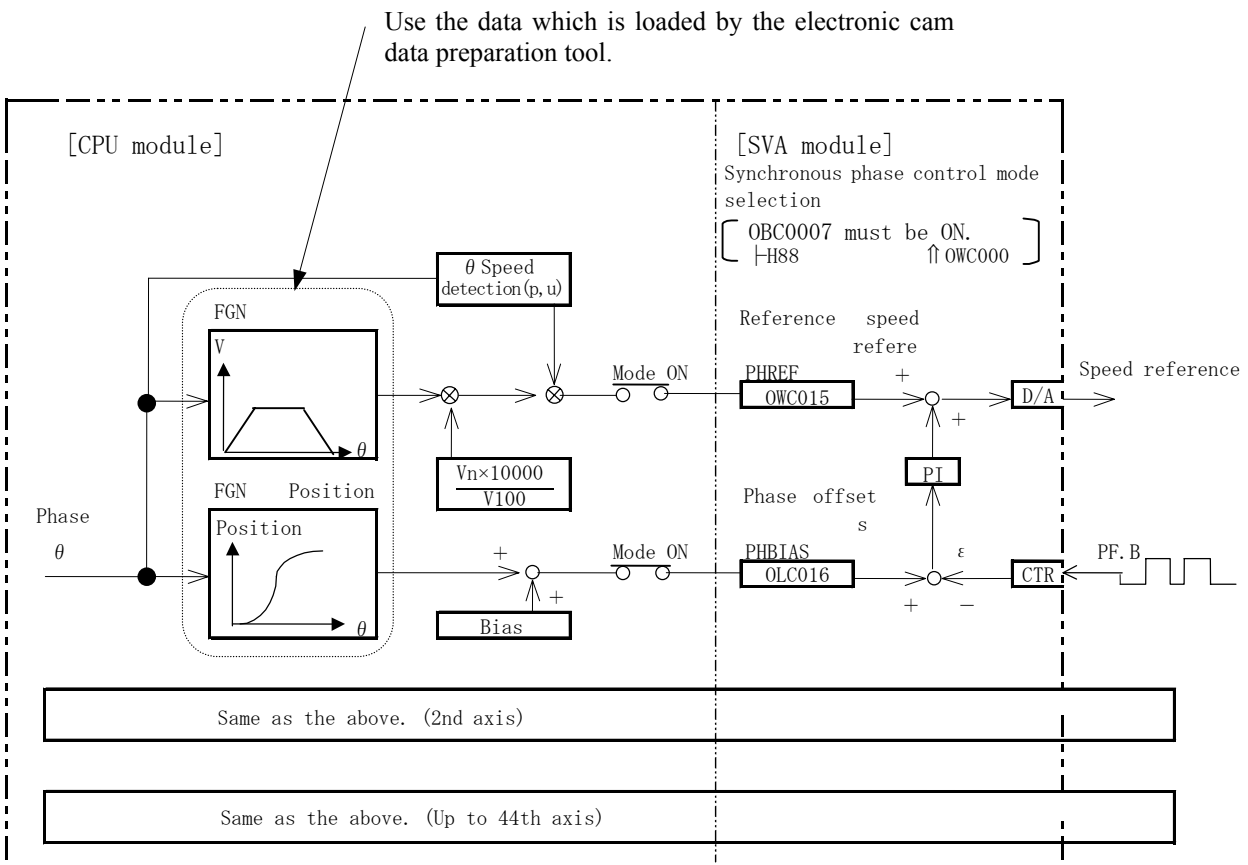 Use the data which is loaded by the electronic cam
data preparation tool.
[CPU module]
[SVA module]
Synchronous phase control mode
selection
OBC0007 must be ON.
├H88 ⇑OWC000
θ Speed
detection(p,u)
FGN
V
θ
Reference speed
refere
Mode ON
PHREF
OWC015
+
+
D/A
Speed reference
Vn×10000
V100
PI
FGN Position
Position
θ
Phase
θ
Phase offset
s
+
+
Bias
Mode ON
PHBIAS
OLC016
ε
+ −
CTR
PF.B
Same as the above. (2nd axis)
Same as the above. (Up to 44th axis)